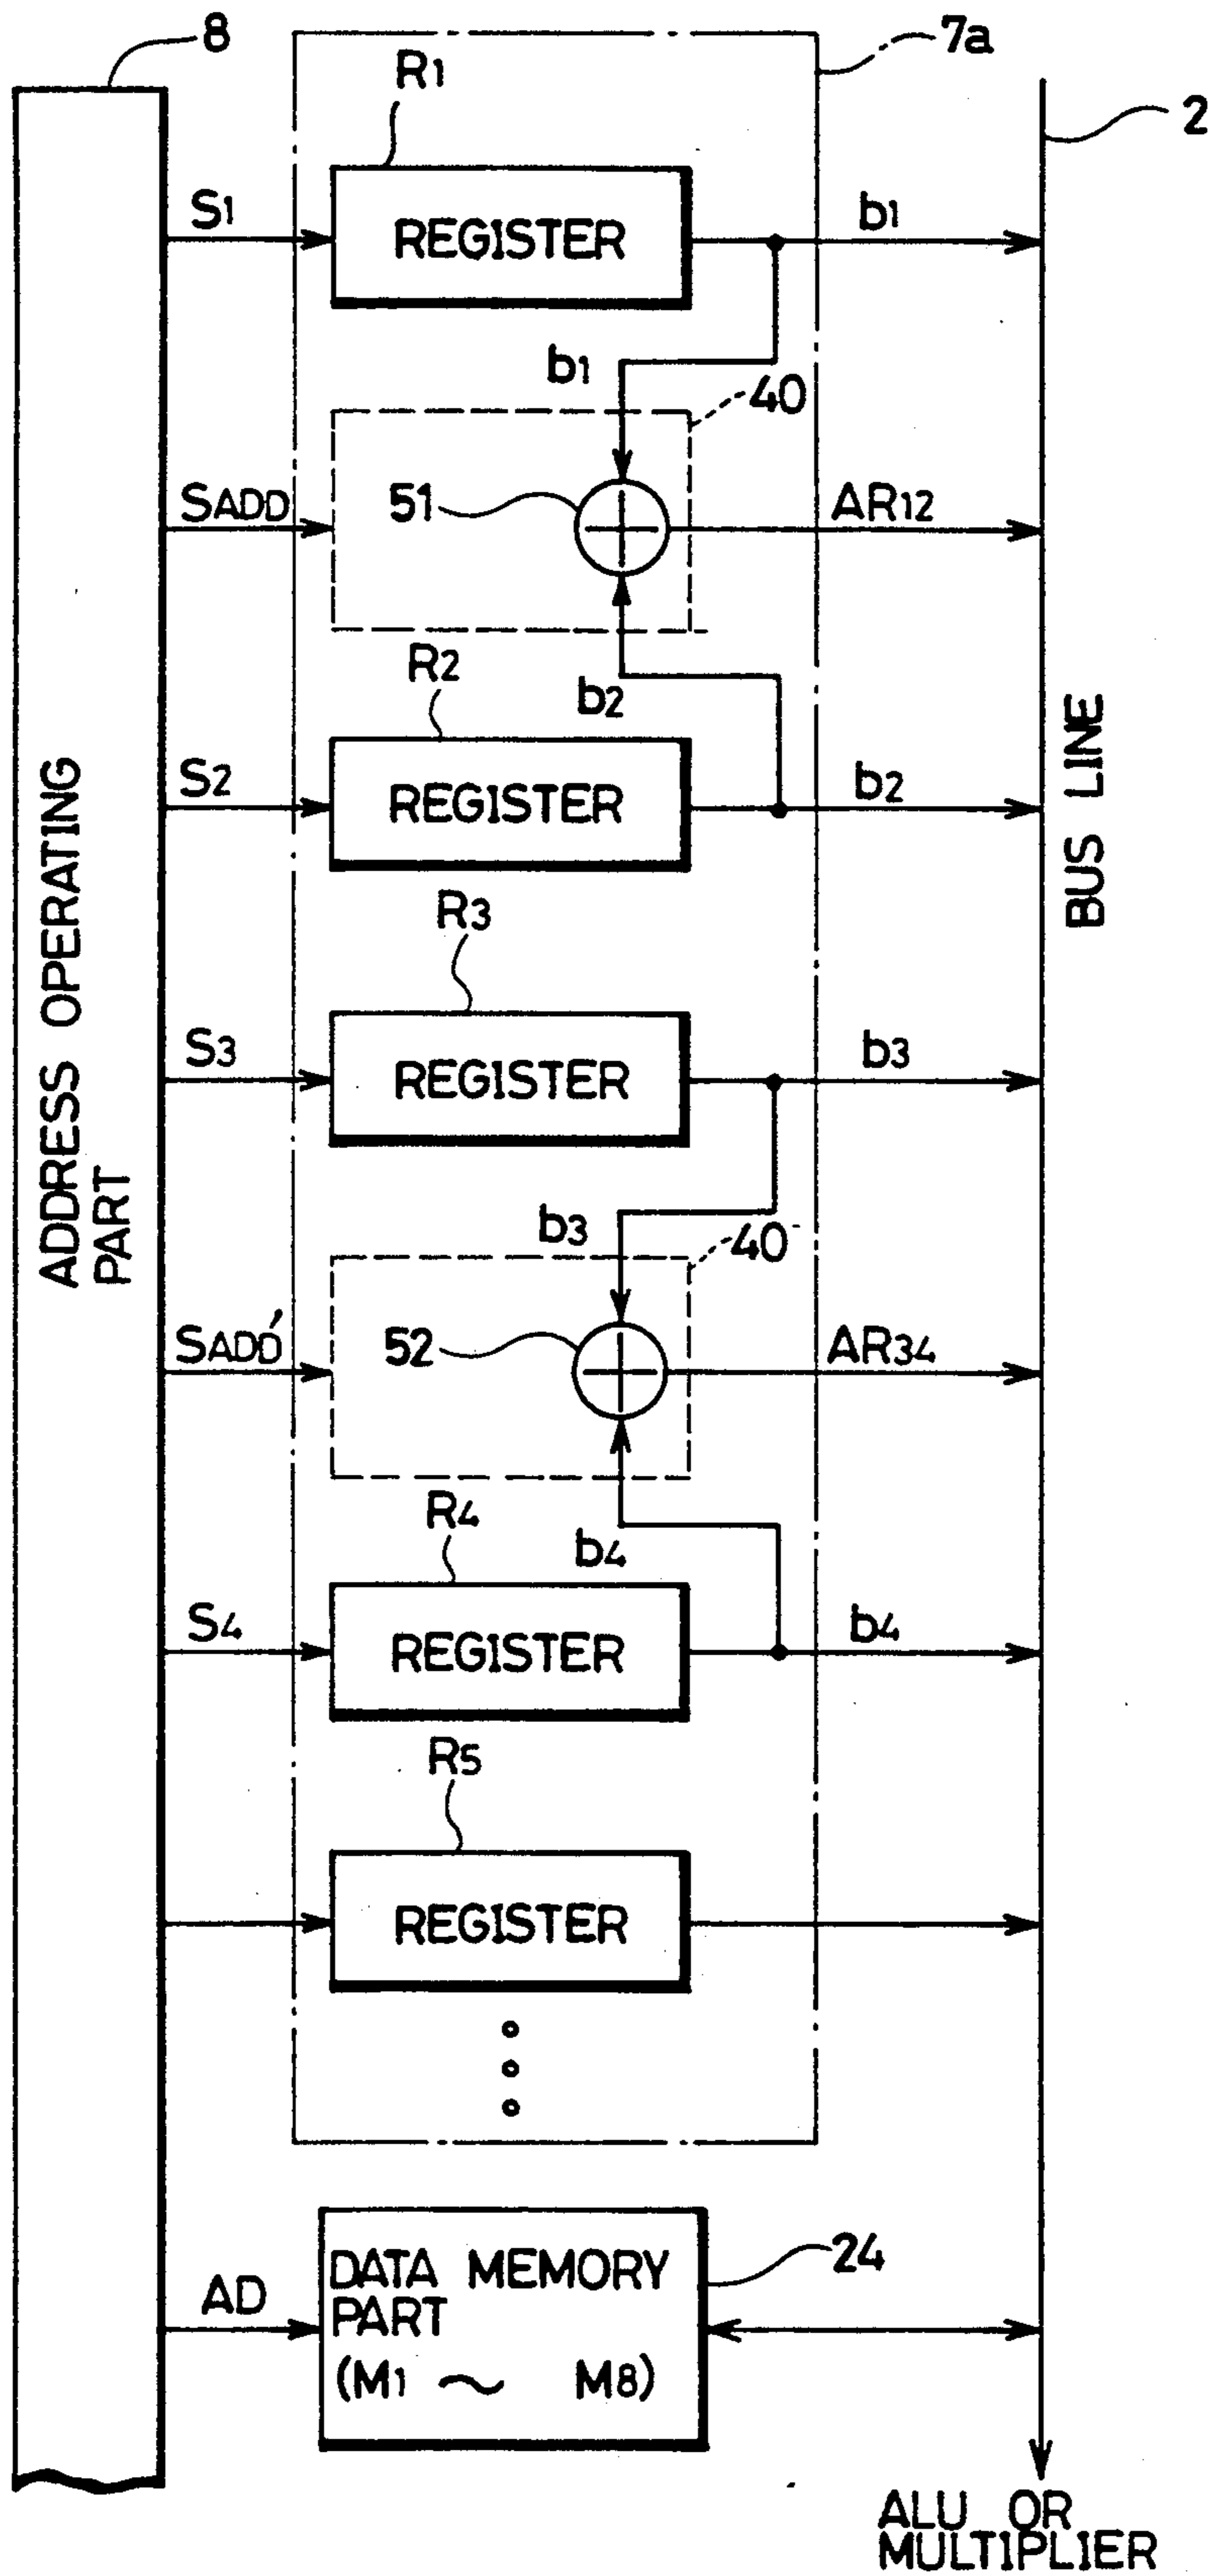 8
7a
R1
2
S1
REGISTER
b1
b1
40
SADD
51
AR12
R2
b2
S2
REGISTER
b2
BUS LINE
R3
ADDRESS OPERATING
PART
S3
REGISTER
b3
b3
40
SADD'
52
AR34
R4
b4
S4
REGISTER
b4
R5
REGISTER
24
AD
DATA MEMORY
PART
(M1 ~ M8)
ALU OR
MULTIPLIER